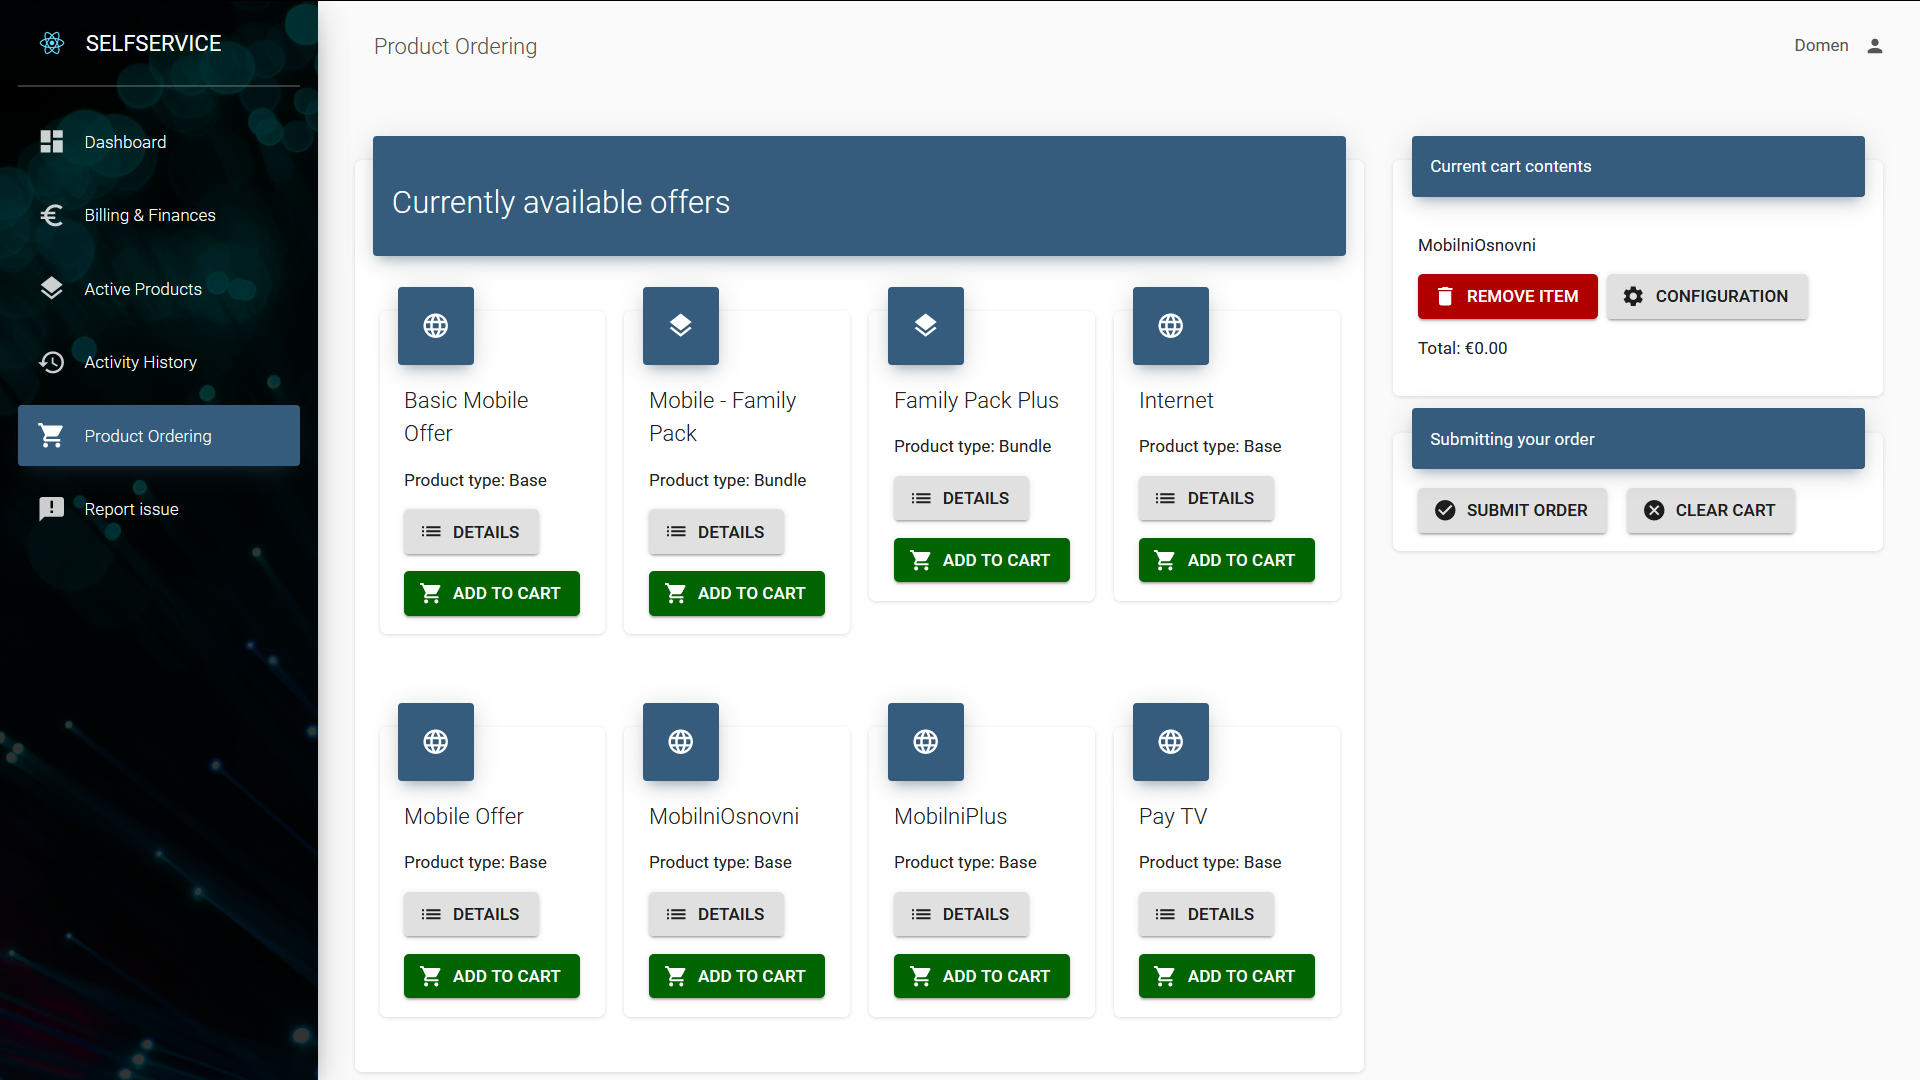 SELFSERVICE
Dashboard
Billing & Finances
Active Products
Activity History
Product Ordering
Report issue
Product Ordering
Domen
Currently available offers
Basic Mobile
Offer
Product type: Base
DETAILS
ADD TO CART
Mobile - Family
Pack
Product type: Bundle
DETAILS
ADD TO CART
Family Pack Plus
Product type: Bundle
DETAILS
ADD TO CART
Internet
Product type: Base
DETAILS
ADD TO CART
Mobile Offer
Product type: Base
DETAILS
ADD TO CART
MobilniOsnovni
Product type: Base
DETAILS
ADD TO CART
MobilniPlus
Product type: Base
DETAILS
ADD TO CART
Pay TV
Product type: Base
DETAILS
ADD TO CART
Current cart contents
MobilniOsnovni
REMOVE ITEM
CONFIGURATION
Total: €0.00
Submitting your order
SUBMIT ORDER
CLEAR CART